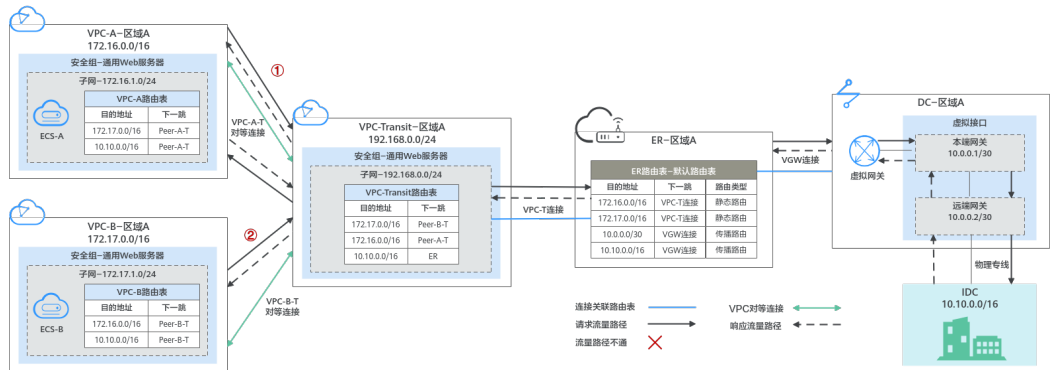 VPC-A-区域A
172.16.0.0/16
安全组-通用Web服务器
子网-172.16.1.0/24
ECS-A
VPC-A路由表
目的地址 下一跳
172.17.0.0/16 Peer-A-T
10.10.0.0/16 Peer-A-T
①
VPC-A-T
对等连接
VPC-B-区域A
172.17.0.0/16
安全组-通用Web服务器
子网-172.17.1.0/24
ECS-B
VPC-B路由表
目的地址 下一跳
172.16.0.0/16 Peer-B-T
10.10.0.0/16 Peer-B-T
②
VPC-B-T
对等连接
VPC-Transit-区域A
192.168.0.0/16
安全组-通用Web服务器
子网-192.168.0.0/24
VPC-Transit路由表
目的地址 下一跳
172.17.0.0/16 Peer-B-T
172.16.0.0/16 Peer-A-T
10.10.0.0/16 ER
VPC-T连接
ER-区域A
ER路由表-默认路由表
目的地址 下一跳 路由类型
172.16.0.0/16 VPC-T连接 静态路由
172.17.0.0/16 VPC-T连接 静态路由
10.0.0.0/30 VGW连接 传播路由
10.10.0.0/16 VGW连接 传播路由
VGW连接
DC-区域A
虚拟网关
虚拟接口
本端网关
10.0.0.1/30
远端网关
10.0.0.2/30
物理专线
IDC
10.10.0.0/16
连接关联路由表
VPC对等连接
请求流量路径
响应流量路径
流量路径不通